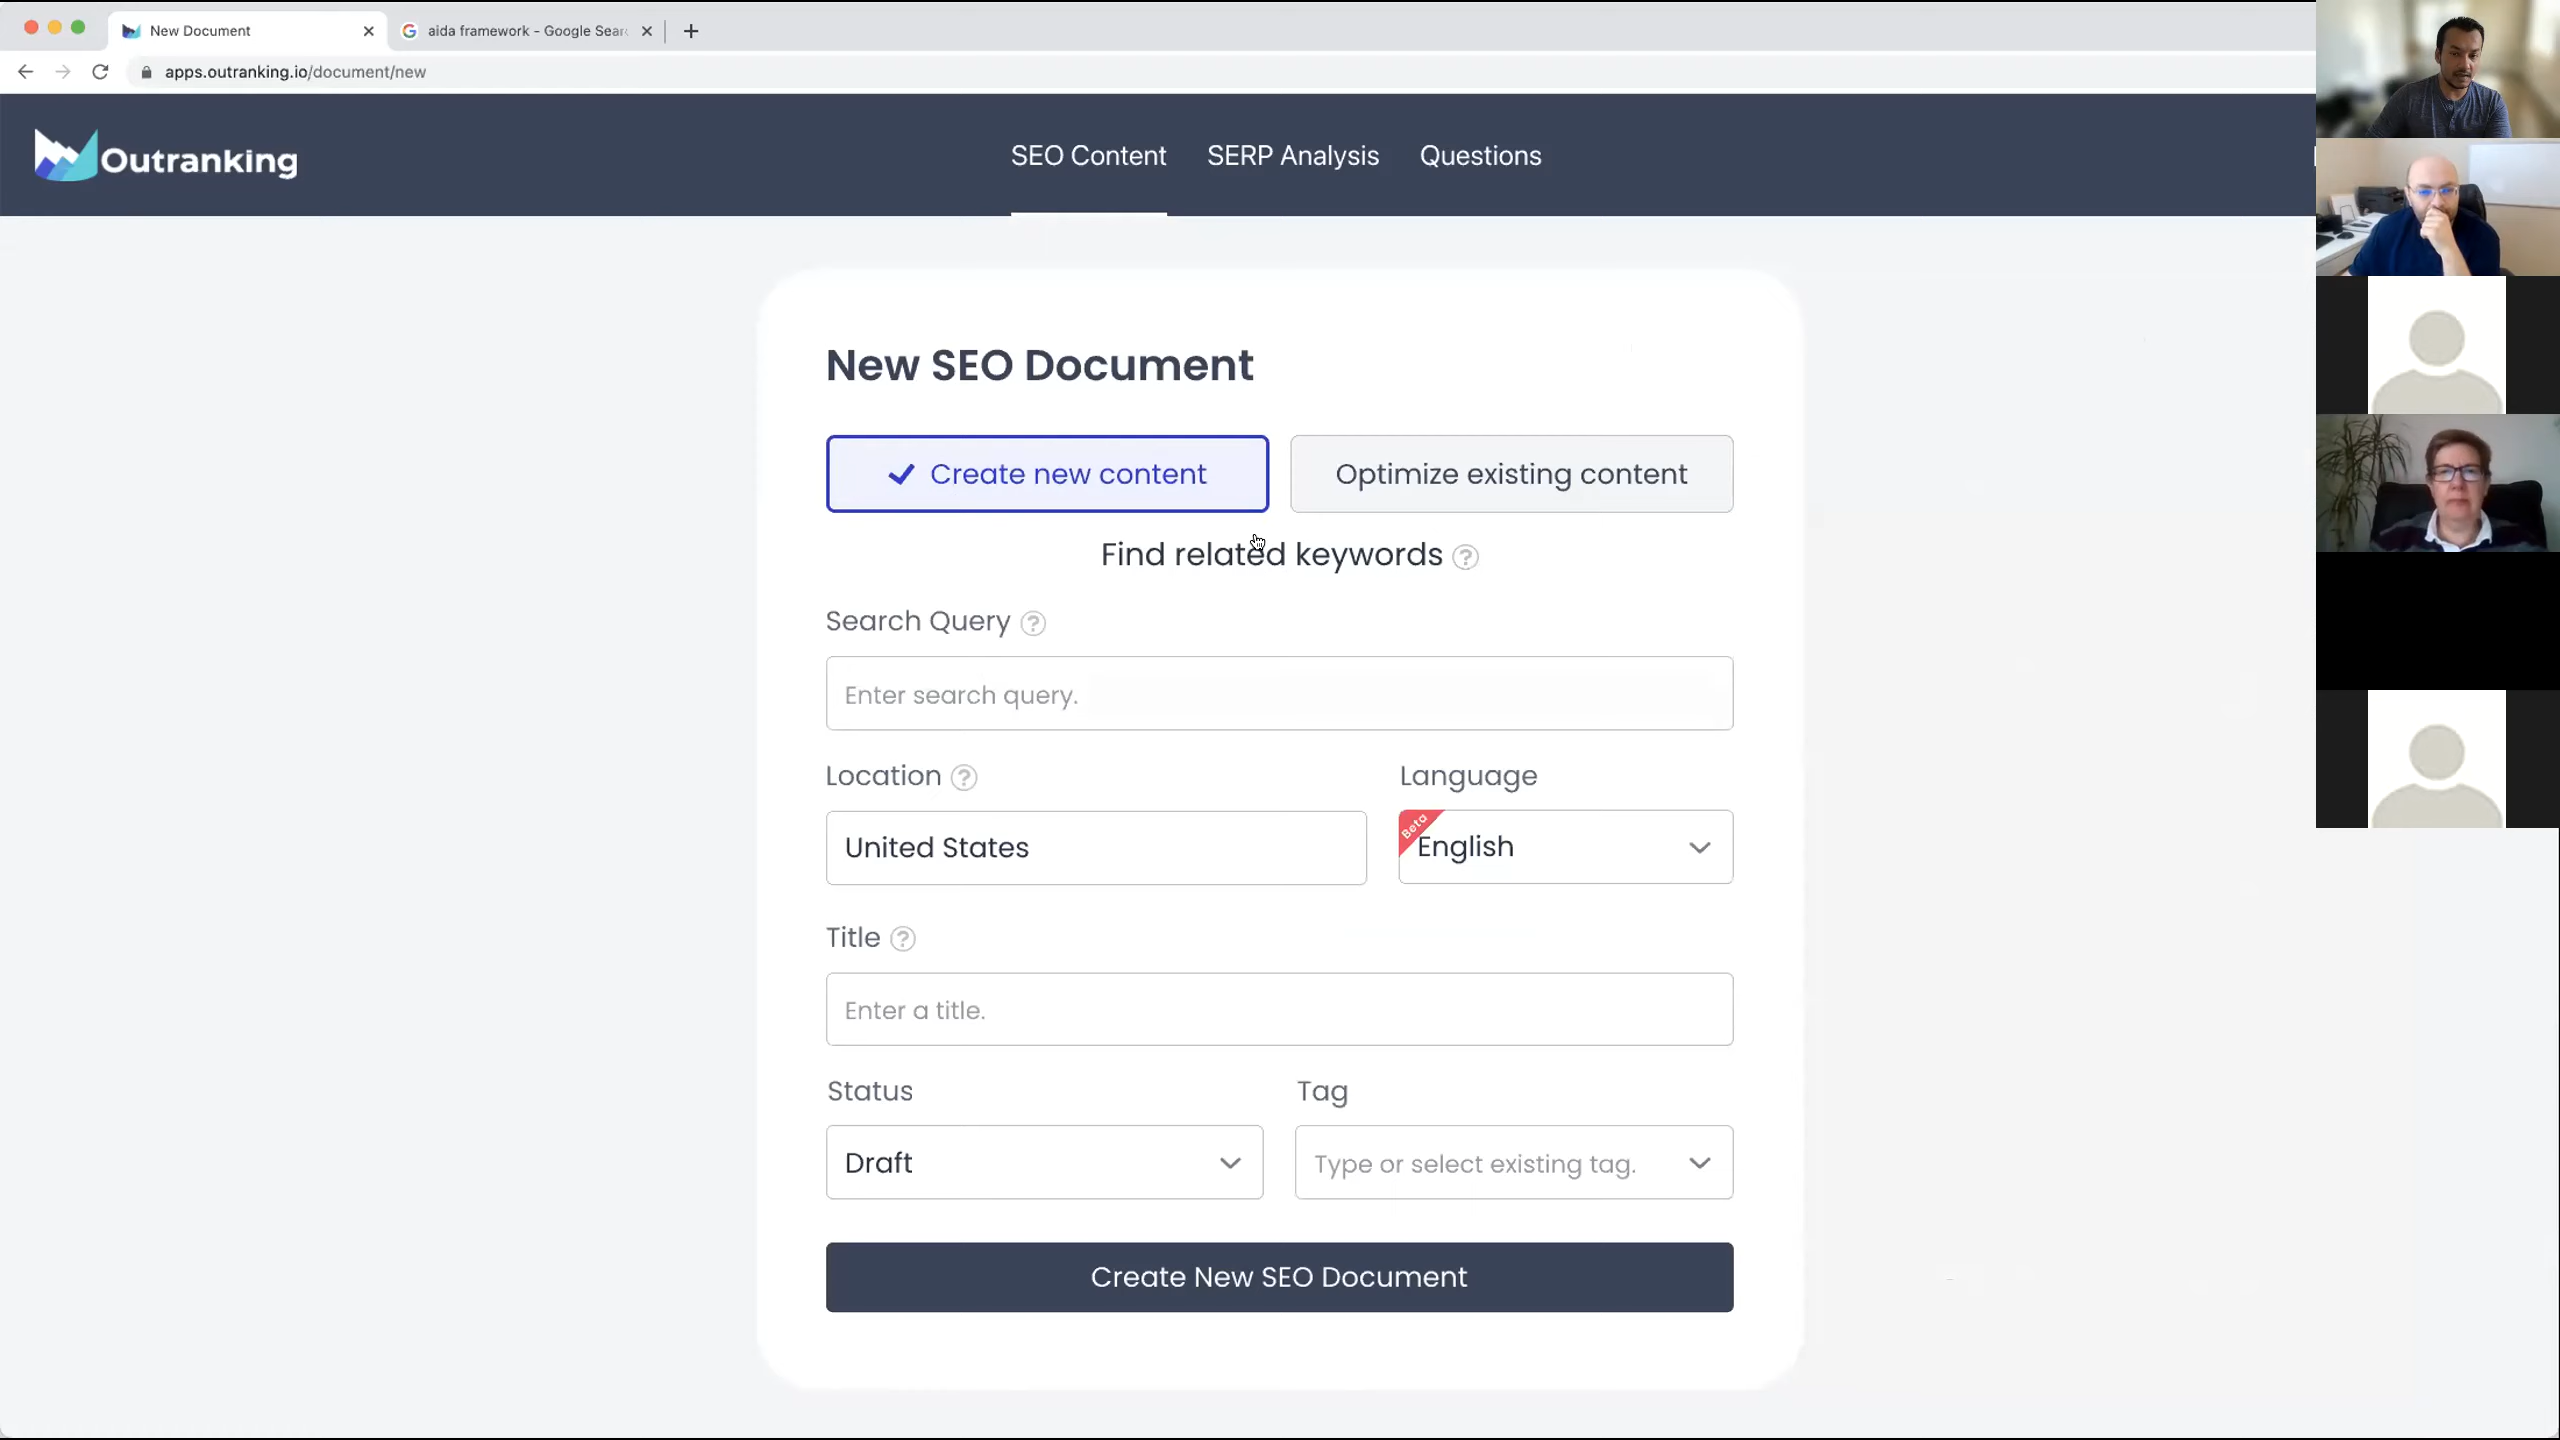 New Document
aida framework - Google Sear
apps.outranking.io/document/new
Outranking
SEO Content
SERP Analysis
Questions
New SEO Document
Create new content
Optimize existing content
Find related keywords ?
Search Query ?
Enter search query.
Location ?
Language
United States
Beta
English
Title ?
Enter a title.
Status
Tag
Draft
Type or select existing tag.
Create New SEO Document